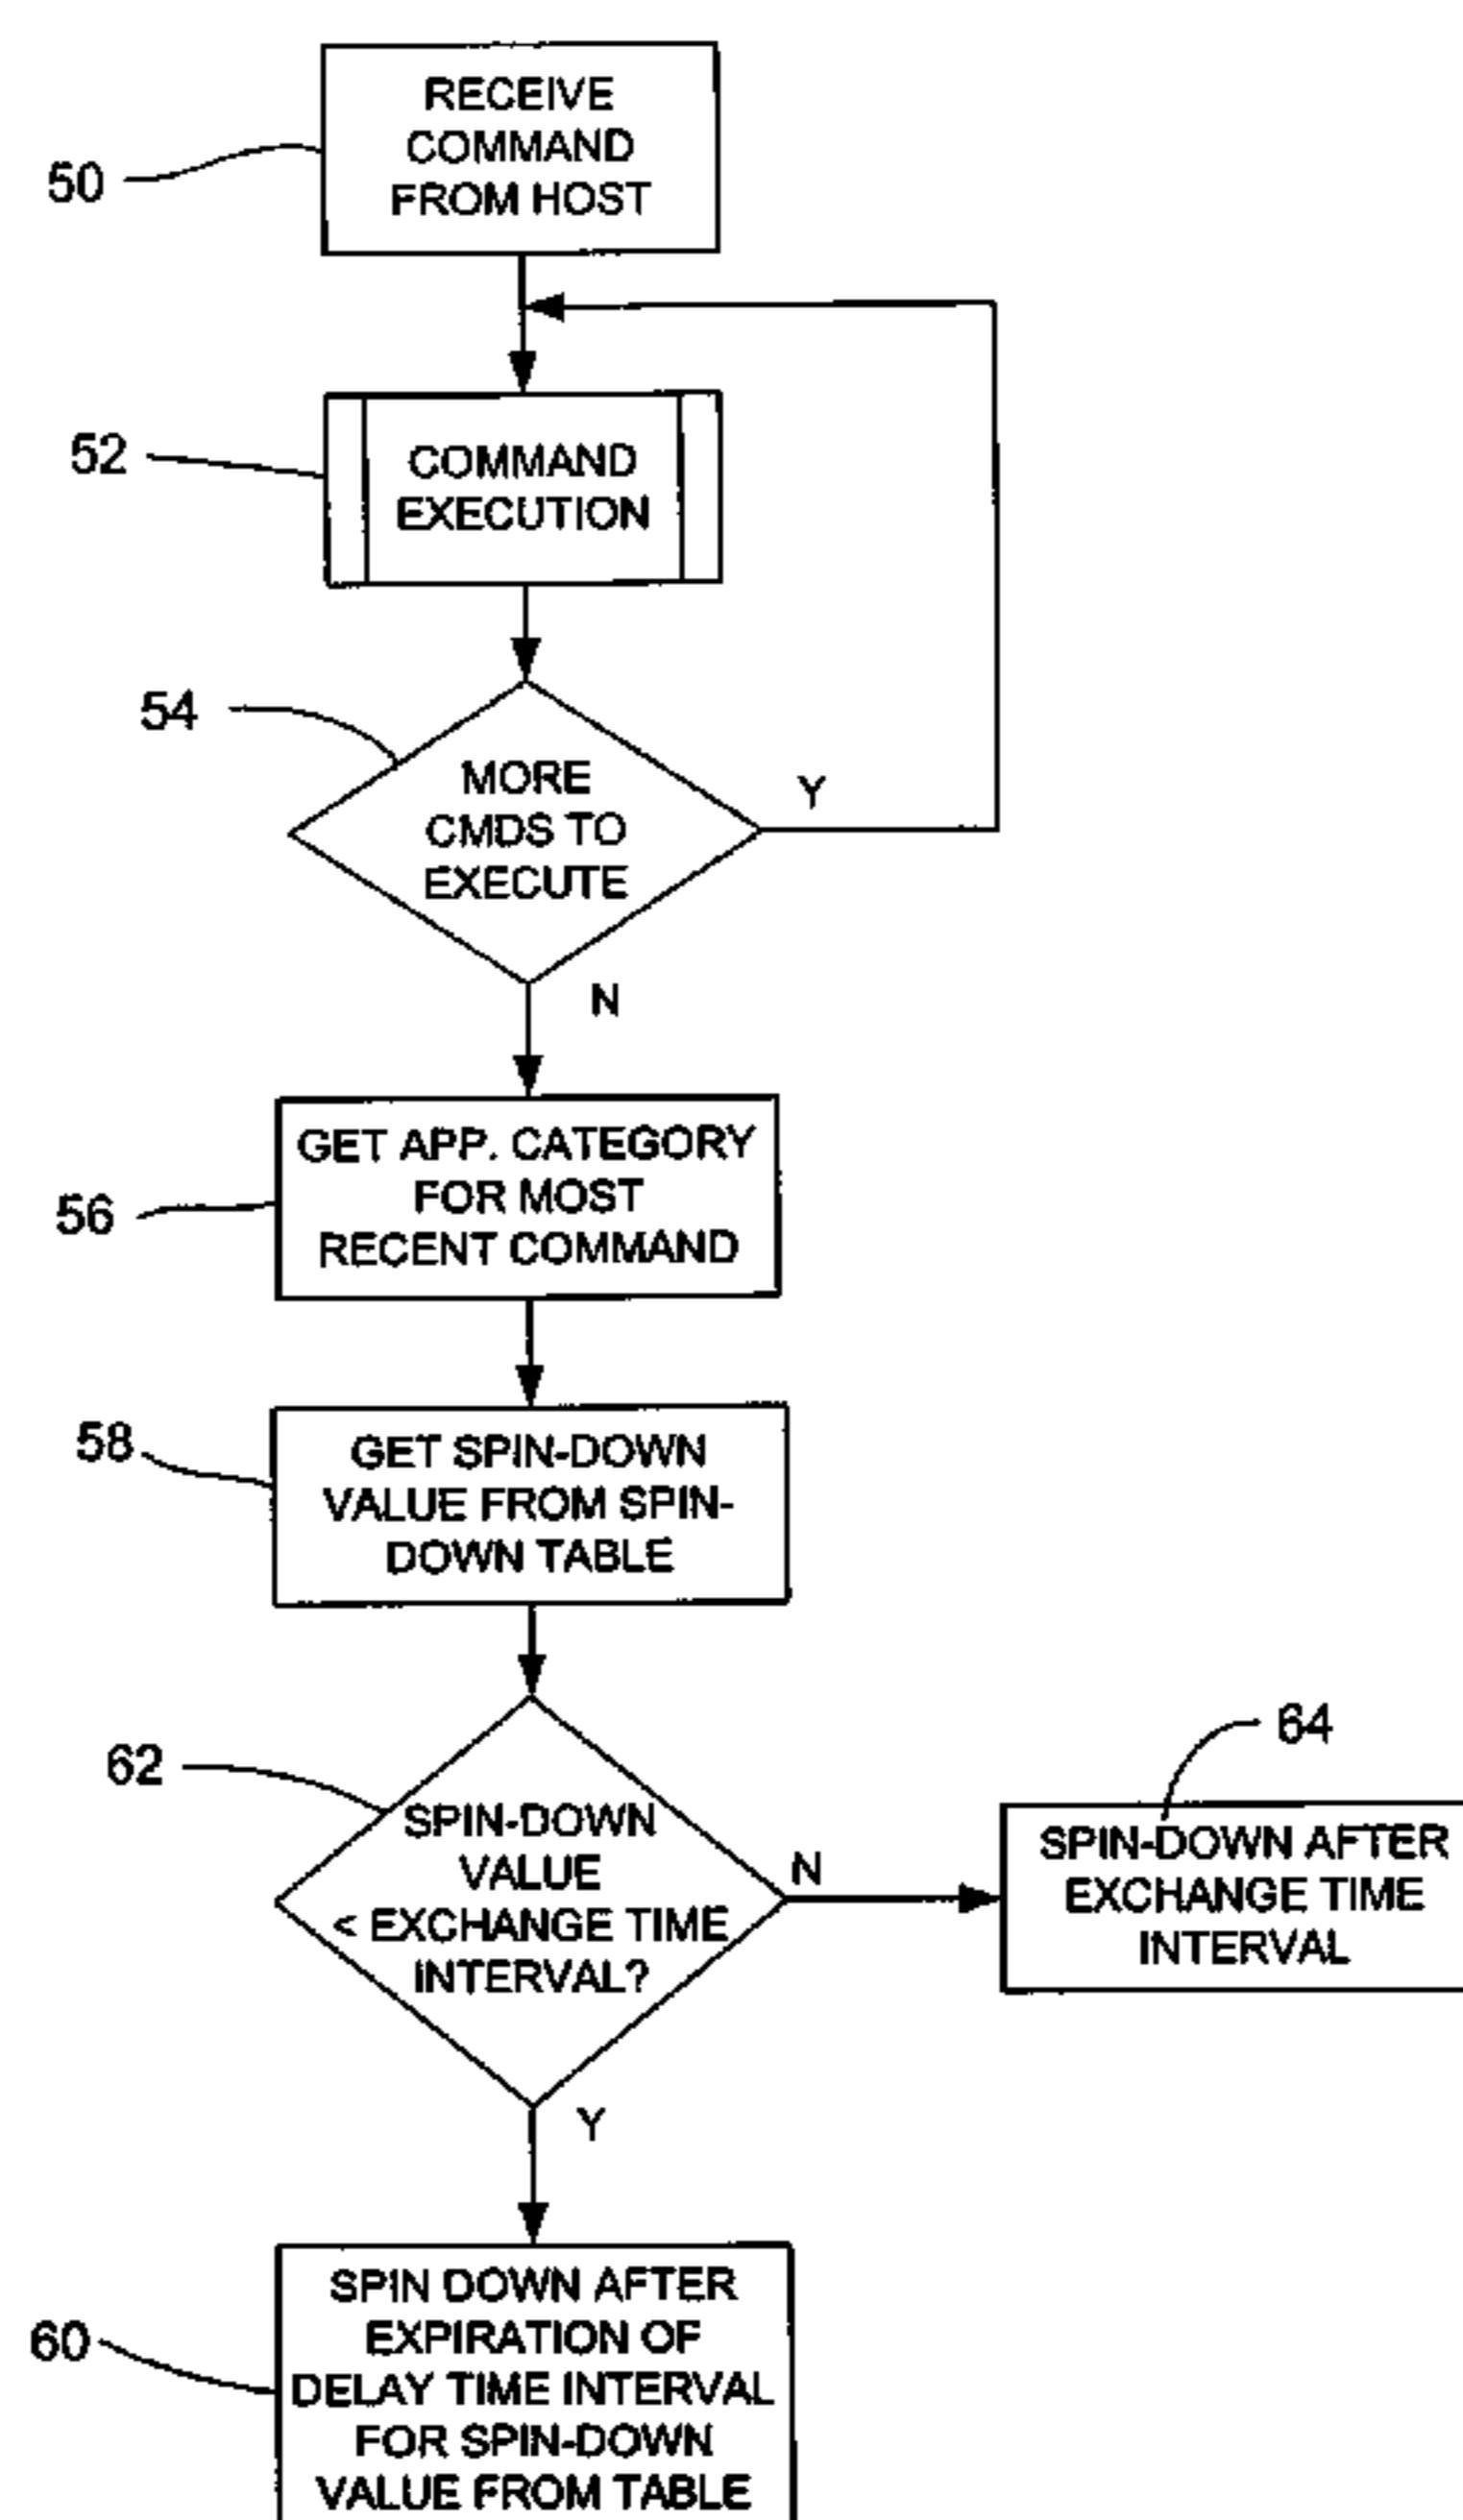 RECEIVE
COMMAND
FROM HOST
50
52
COMMAND
EXECUTION
54
MORE
CMDS TO
EXECUTE
Y
N
GET APP. CATEGORY
FOR MOST
RECENT COMMAND
56
58
GET SPIN-DOWN
VALUE FROM SPIN-
DOWN TABLE
62
SPIN-DOWN
VALUE
< EXCHANGE TIME
INTERVAL?
N
64
SPIN-DOWN AFTER
EXCHANGE TIME
INTERVAL
Y
60
SPIN DOWN AFTER
EXPIRATION OF
DELAY TIME INTERVAL
FOR SPIN-DOWN
VALUE FROM TABLE